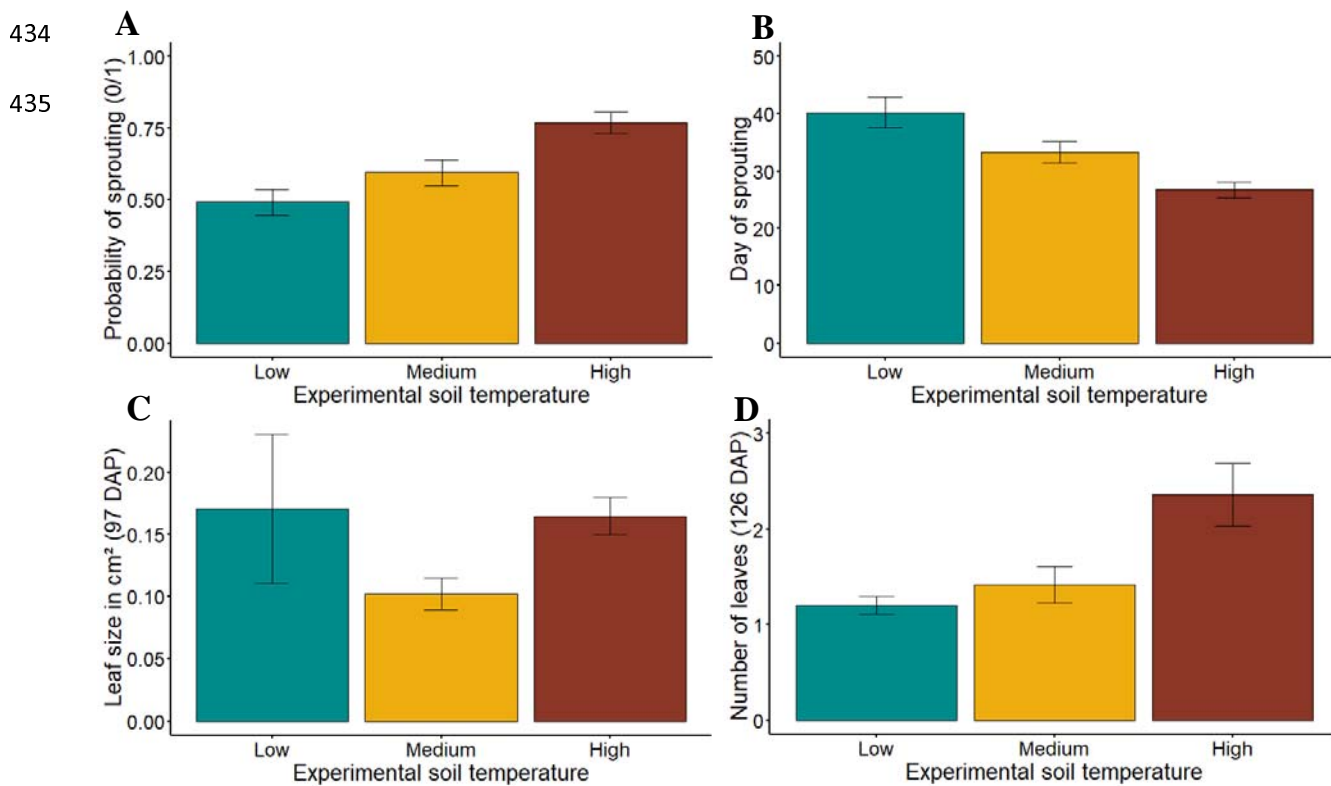 434
435
A
Probability of sprouting (0/1)
1.00
0.75
0.50
0.25
0.00
Low Medium High
Experimental soil temperature
B
Day of sprouting
50
40
30
20
10
0
Low Medium High
Experimental soil temperature
C
Leaf size in cm² (97 DAP)
0.20
0.15
0.10
0.05
0.00
Low Medium High
Experimental soil temperature
D
Number of leaves (126 DAP)
3
2
1
0
Low Medium High
Experimental soil temperature